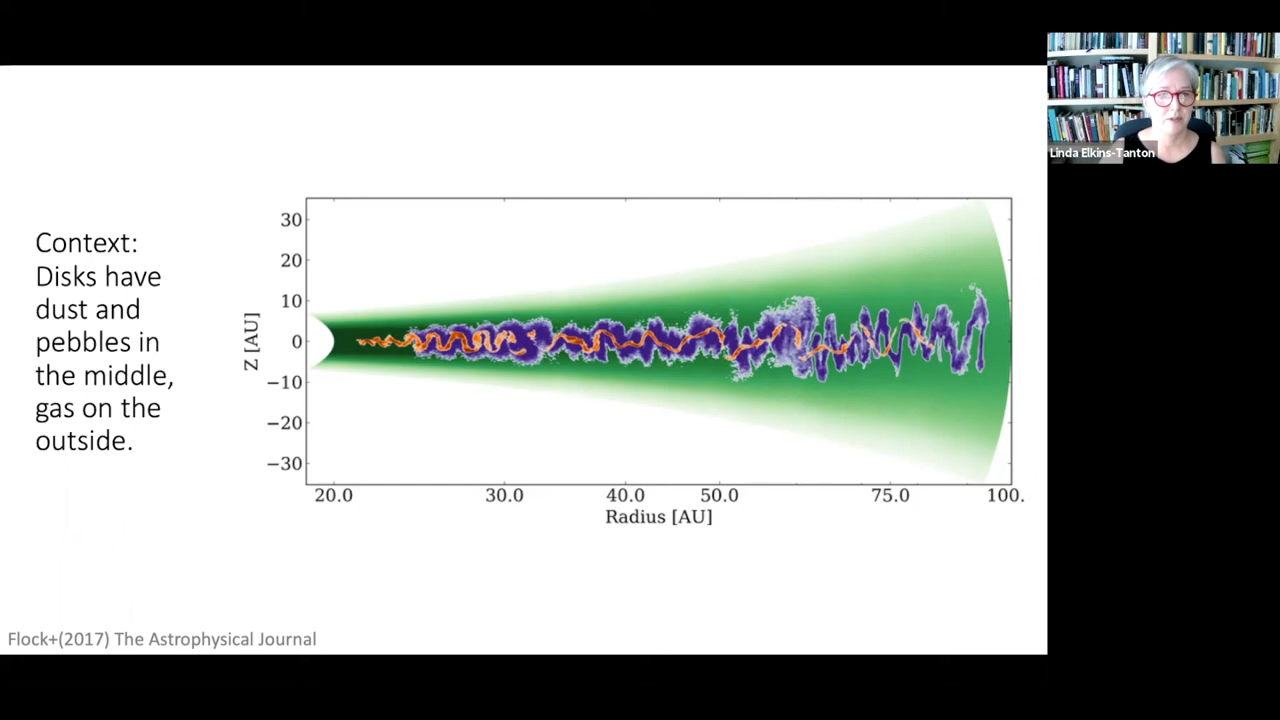 Linda Elkins-Tanton
Context:
Disks have
dust and
pebbles in
the middle,
gas on the
outside.
30
20
10
0
−10
−20
−30
Z [AU]
20.0
30.0
40.0
50.0
75.0
100.
Radius [AU]
Flock+(2017) The Astrophysical Journal